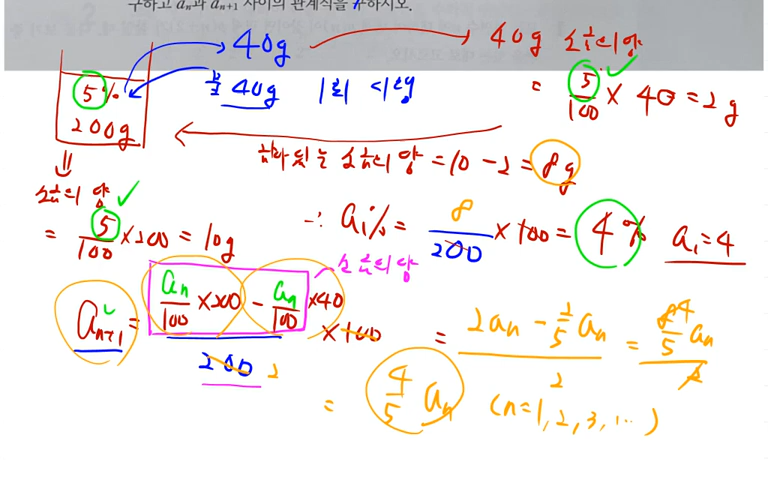 구하고 aₙ과 aₙ₊₁ 사이의 관계식을 구하시오.
40g → 40g 소금의 양
5% 200g
물 40g 1회 시행
= 5/100 × 40 = 2g
남아 있는 소금의 양 = 10 - 2 = 8g
소금의 양
= 5/100 × 200 = 10g
∴ a₁% = 8/200 × 100 = 4% a₁ = 4
소금의 양
aₙ₊₁ = (aₙ/100 × 200 - aₙ/100 × 40)/200 × 100 = (2aₙ - 2/5 aₙ)/2 = (8/5 aₙ)/2
= 4/5 aₙ (n=1, 2, 3, ...)